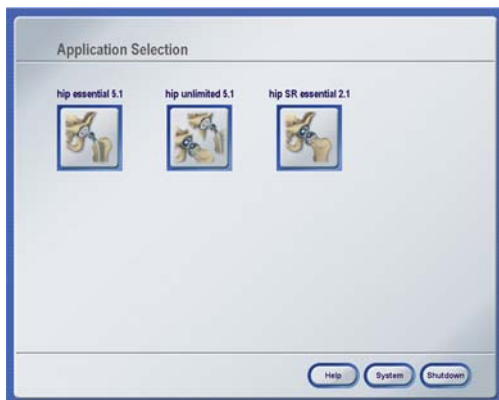 Application Selection
hip essential 5.1 hip unlimited 5.1 hip SR essential 2.1
Help System Shutdown